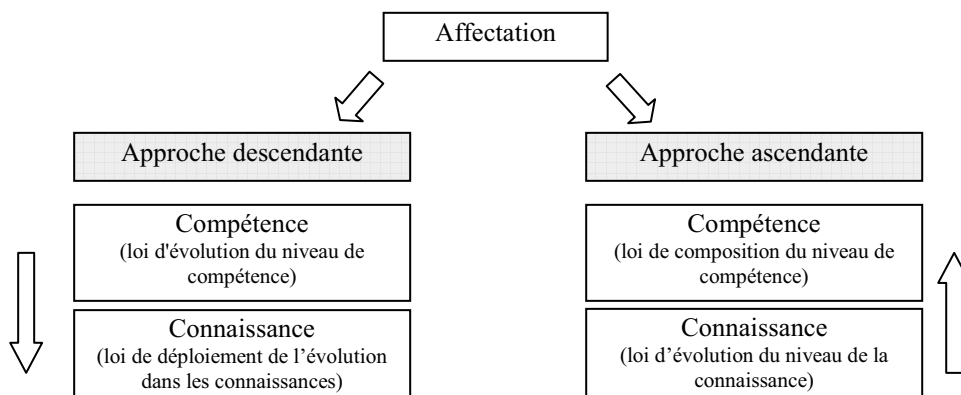 Affectation
Approche descendante
Compétence
(loi d'évolution du niveau de
compétence)
Connaissance
(loi de déploiement de l’évolution
dans les connaissances)
Approche ascendante
Compétence
(loi de composition du niveau de
compétence)
Connaissance
(loi d’évolution du niveau de la
connaissance)